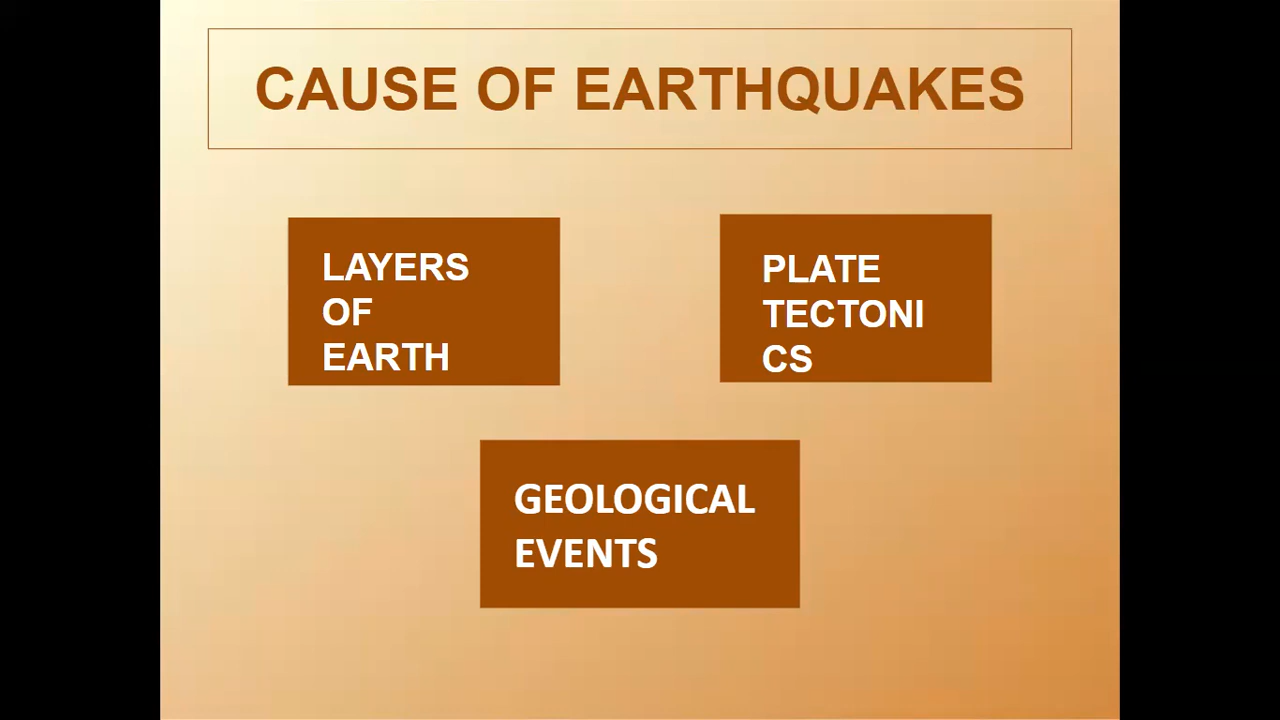 CAUSE OF EARTHQUAKES
LAYERS
OF
EARTH
PLATE
TECTONI
CS
GEOLOGICAL
EVENTS